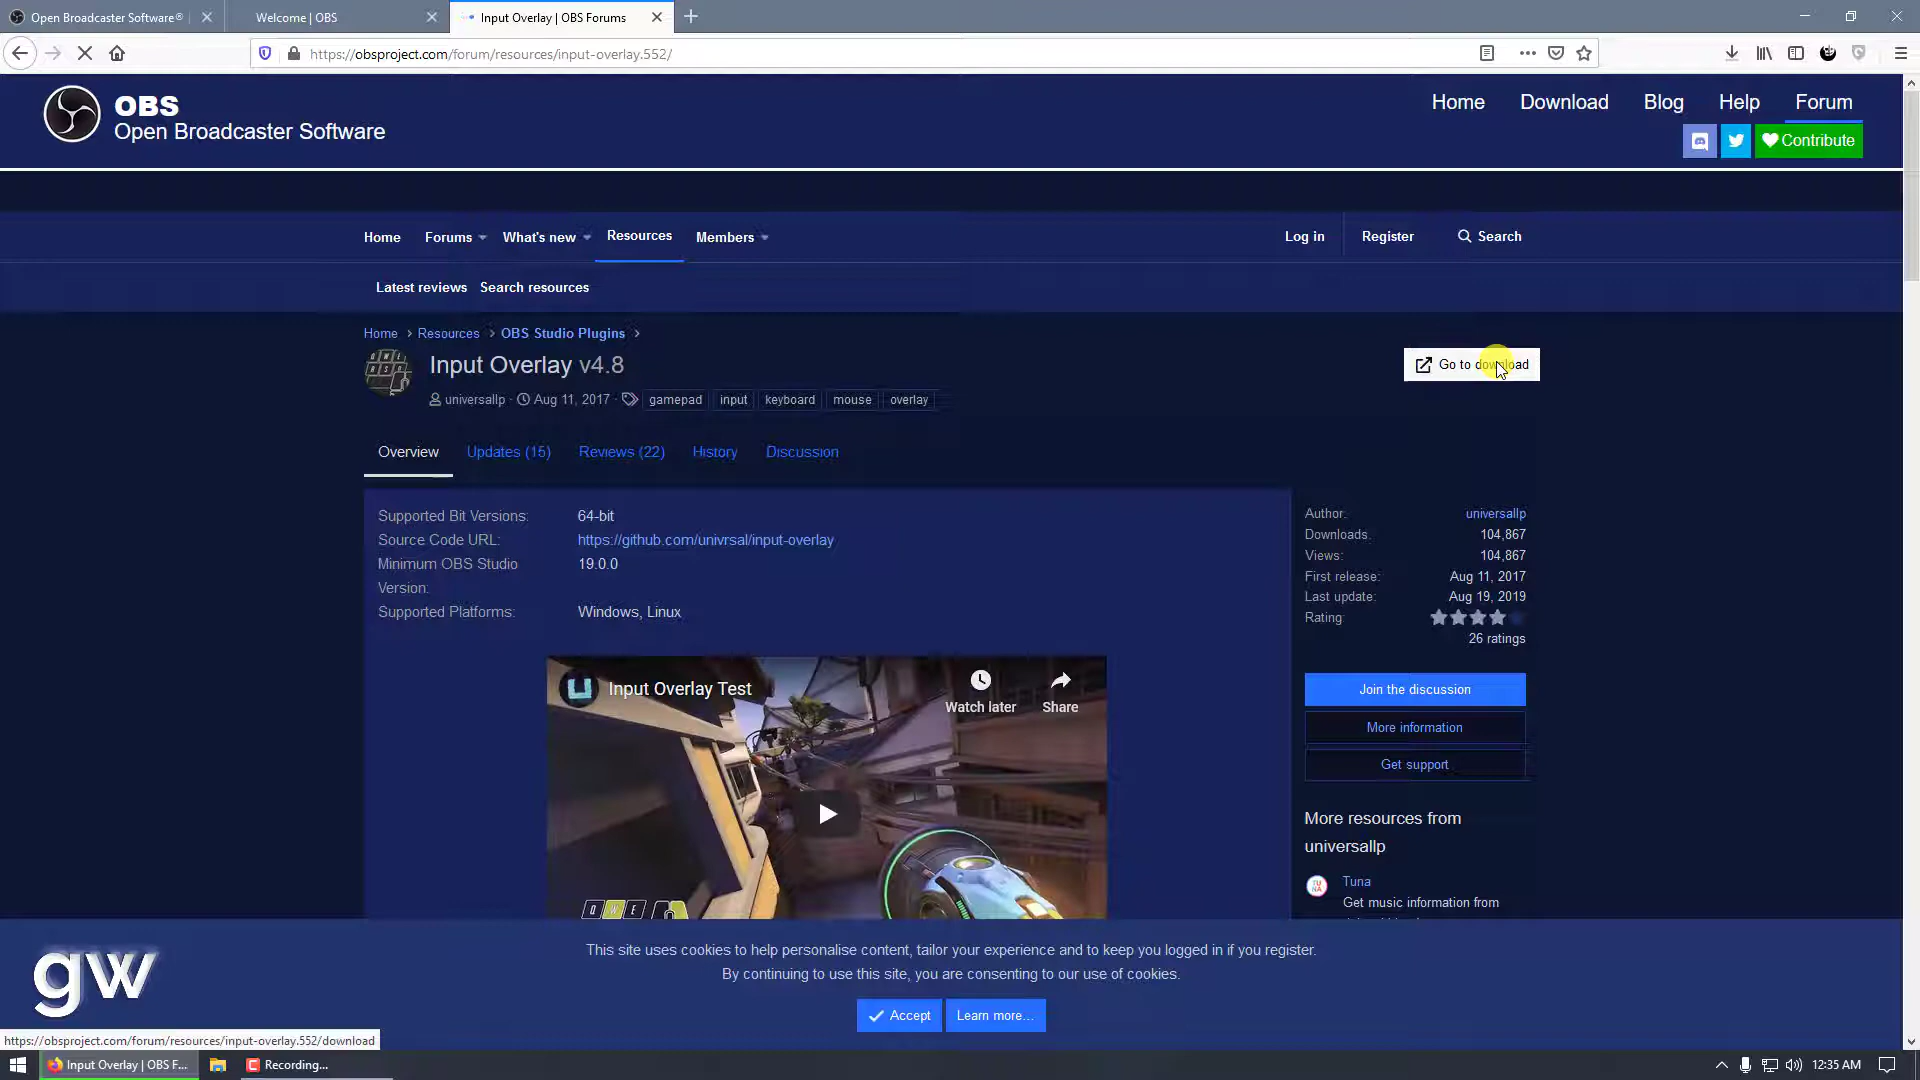 Open Broadcaster Software®
Welcome | OBS
Input Overlay | OBS Forums
https://obsproject.com/forum/resources/input-overlay.552/
OBS
Open Broadcaster Software
Home
Download
Blog
Help
Forum
Contribute
Home
Forums
What's new
Resources
Members
Log in
Register
Search
Latest reviews
Search resources
Home
Resources
OBS Studio Plugins
Input Overlay v4.8
Go to download
universallp · Aug 11, 2017 · gamepad input keyboard mouse overlay
Overview
Updates (15)
Reviews (22)
History
Discussion
Supported Bit Versions: 64-bit
Source Code URL: https://github.com/univrsal/input-overlay
Minimum OBS Studio 19.0.0
Version:
Supported Platforms: Windows, Linux
Input Overlay Test
Watch later
Share
Author: universallp
Downloads: 104,867
Views: 104,867
First release: Aug 11, 2017
Last update: Aug 19, 2019
Rating:
26 ratings
Join the discussion
More information
Get support
More resources from
universallp
Tuna
Get music information from
QWE
This site uses cookies to help personalise content, tailor your experience and to keep you logged in if you register.
By continuing to use this site, you are consenting to our use of cookies.
Accept
Learn more…
gw
https://obsproject.com/forum/resources/input-overlay.552/download
Input Overlay | OBS F...
Recording...
12:35 AM